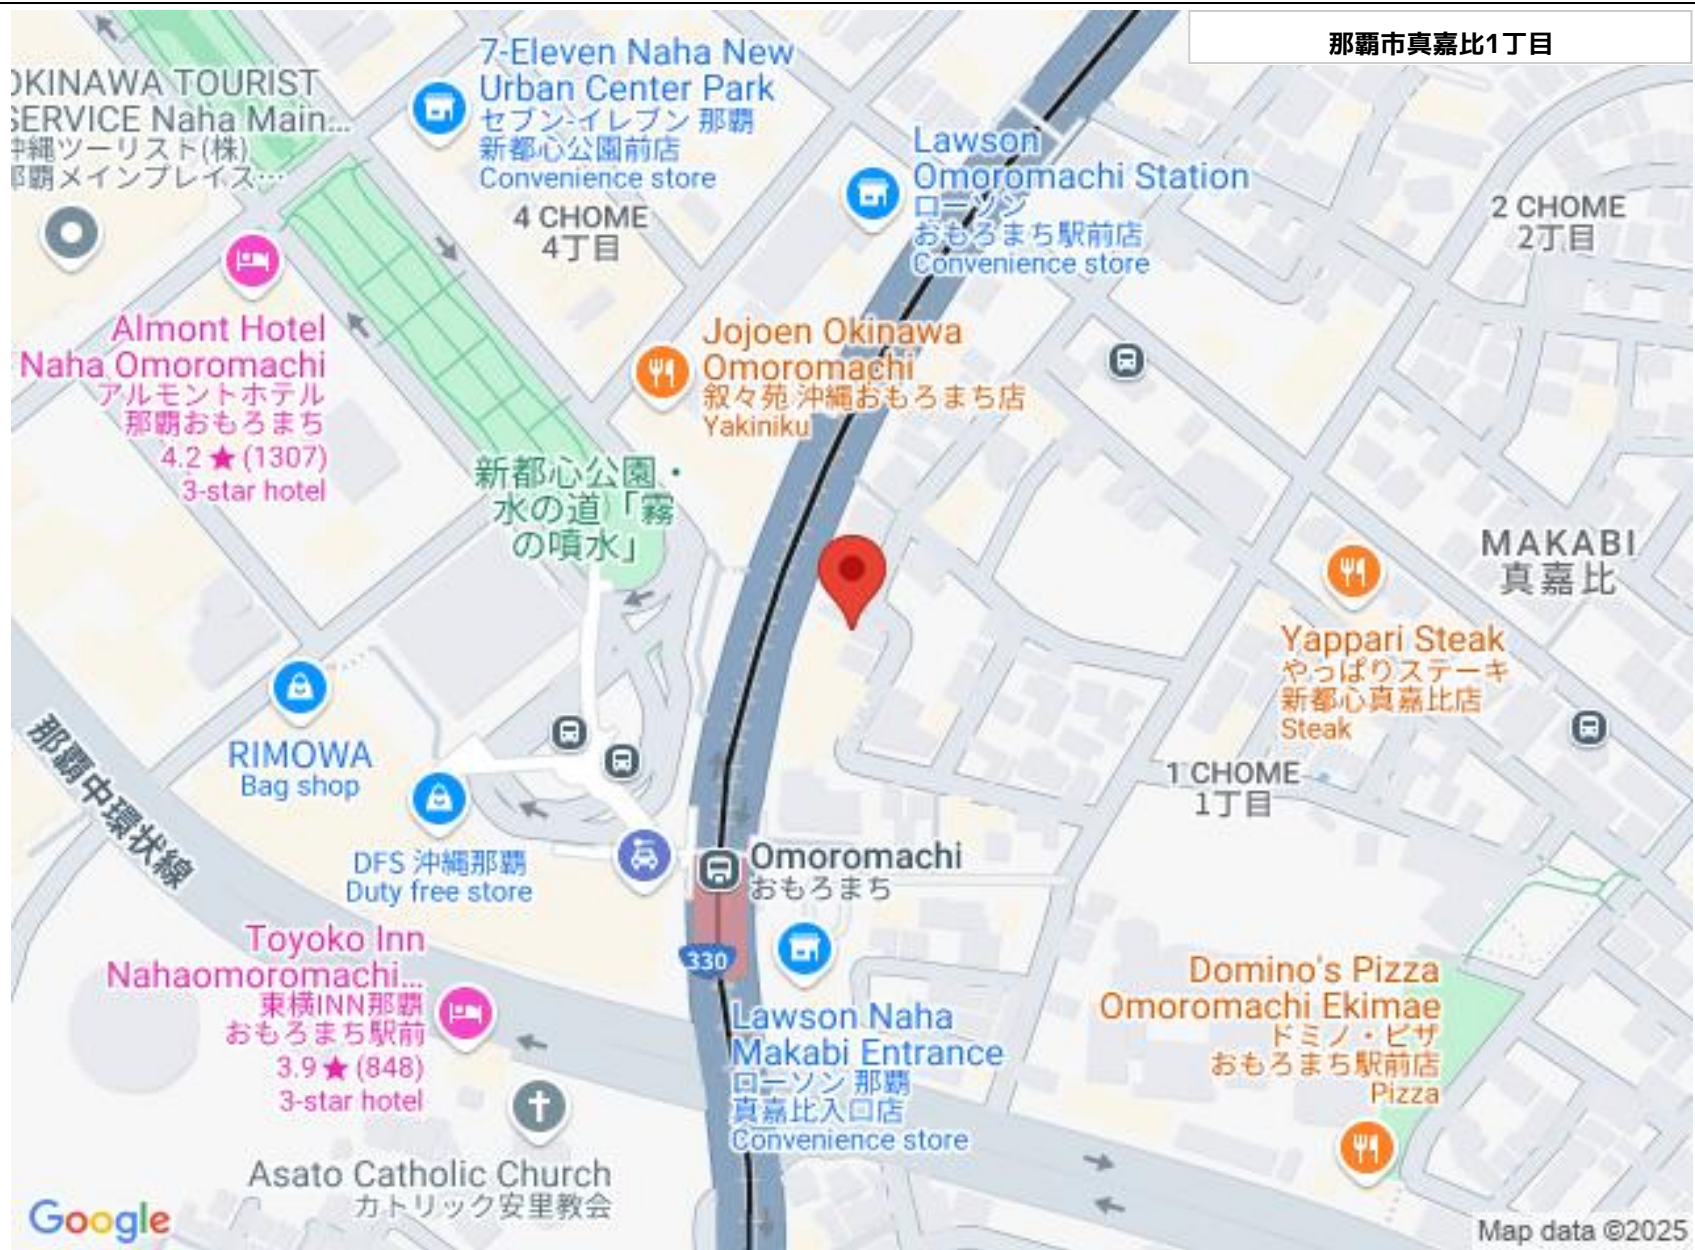 那覇市真嘉比1丁目
7-Eleven Naha New
Urban Center Park
セブン-イレブン 那覇
新都心公園前店
Convenience store
OKINAWA TOURIST
SERVICE Naha Main...
沖縄ツーリスト(株)
那覇メインプレイス…
Lawson
Omoromachi Station
ローソン
おもろまち駅前店
Convenience store
4 CHOME
4丁目
2 CHOME
2丁目
Almont Hotel
Naha Omoromachi
アルモントホテル
那覇おもろまち
4.2 ★ (1307)
3-star hotel
Jojoen Okinawa
Omoromachi
叙々苑 沖縄おもろまち店
Yakiniku
新都心公園・
水の道「霧
の噴水」
MAKABI
真嘉比
Yappari Steak
やっぱりステーキ
新都心真嘉比店
Steak
RIMOWA
Bag shop
那覇中環状線
1 CHOME
1丁目
DFS 沖縄那覇
Duty free store
Omoromachi
おもろまち
330
Toyoko Inn
Nahaomoromachi...
東横INN那覇
おもろまち駅前
3.9 ★ (848)
3-star hotel
Lawson Naha
Makabi Entrance
ローソン 那覇
真嘉比入口店
Convenience store
Domino's Pizza
Omoromachi Ekimae
ドミノ・ピザ
おもろまち駅前店
Pizza
Asato Catholic Church
カトリック安里教会
Google
Map data ©2025